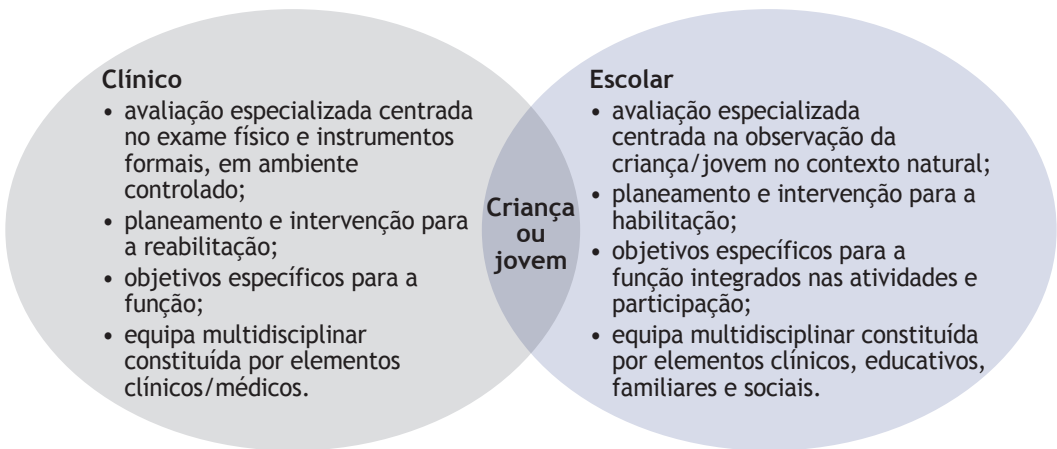 Clínico
• avaliação especializada centrada
no exame físico e instrumentos
formais, em ambiente
controlado;
• planeamento e intervenção para
a reabilitação;
• objetivos específicos para a
função;
• equipa multidisciplinar
constituída por elementos
clínicos/médicos.
Criança
ou
jovem
Escolar
• avaliação especializada
centrada na observação da
criança/jovem no contexto natural;
• planeamento e intervenção para a
habilitação;
• objetivos específicos para a
função integrados nas atividades e
participação;
• equipa multidisciplinar constituída
por elementos clínicos, educativos,
familiares e sociais.